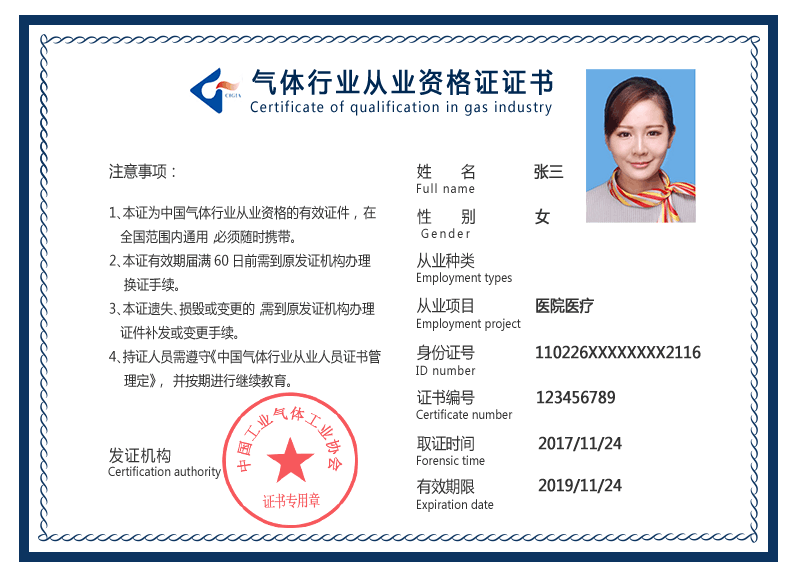 CIGIA
气体行业从业资格证证书
Certificate of qualification in gas industry
注意事项：
1、本证为中国气体行业从业资格的有效证件，在
全国范围内通用,必须随时携带。
2、本证有效期届满60日前需到原发证机构办理
换证手续。
3、本证遗失、损毁或变更的,需到原发证机构办理
证件补发或变更手续。
4、持证人员需遵守《中国气体行业从业人员证书管
理定》，并按期进行继续教育。
发证机构
Certification authority
中国工业气体工业协会
证书专用章
姓 名 张三
Full name
性 别 女
Gender
从业种类
Employment types
从业项目 医院医疗
Employment project
身份证号 110226XXXXXXXX2116
ID number
证书编号 123456789
Certificate number
取证时间 2017/11/24
Forensic time
有效期限 2019/11/24
Expiration date